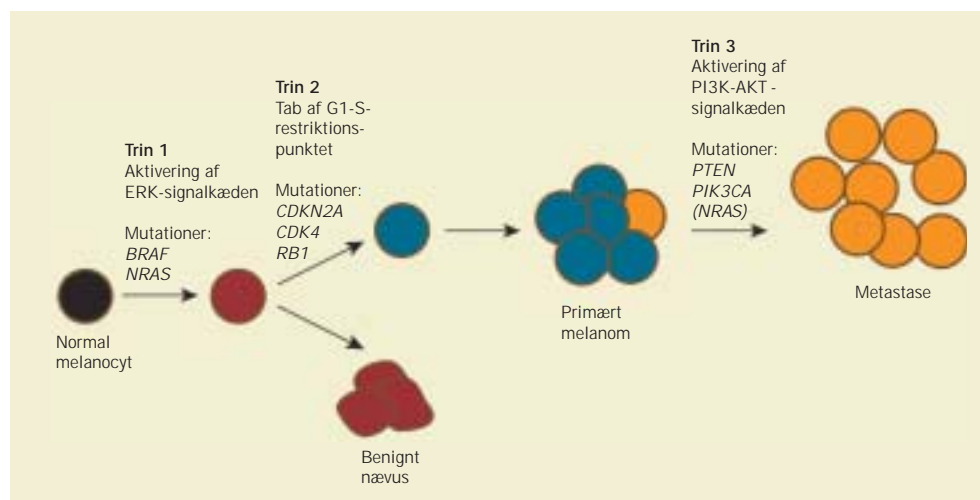 Trin 1
Aktivering af
ERK-signalkæden
Mutationer:
BRAF
NRAS
Normal
melanocyt
Trin 2
Tab af G1-S-
restriktions-
punktet
Mutationer:
CDKN2A
CDK4
RB1
Benignt
nævus
Primært
melanom
Trin 3
Aktivering af
PI3K-AKT -
signalkæden
Mutationer:
PTEN
PIK3CA
(NRAS)
Metastase